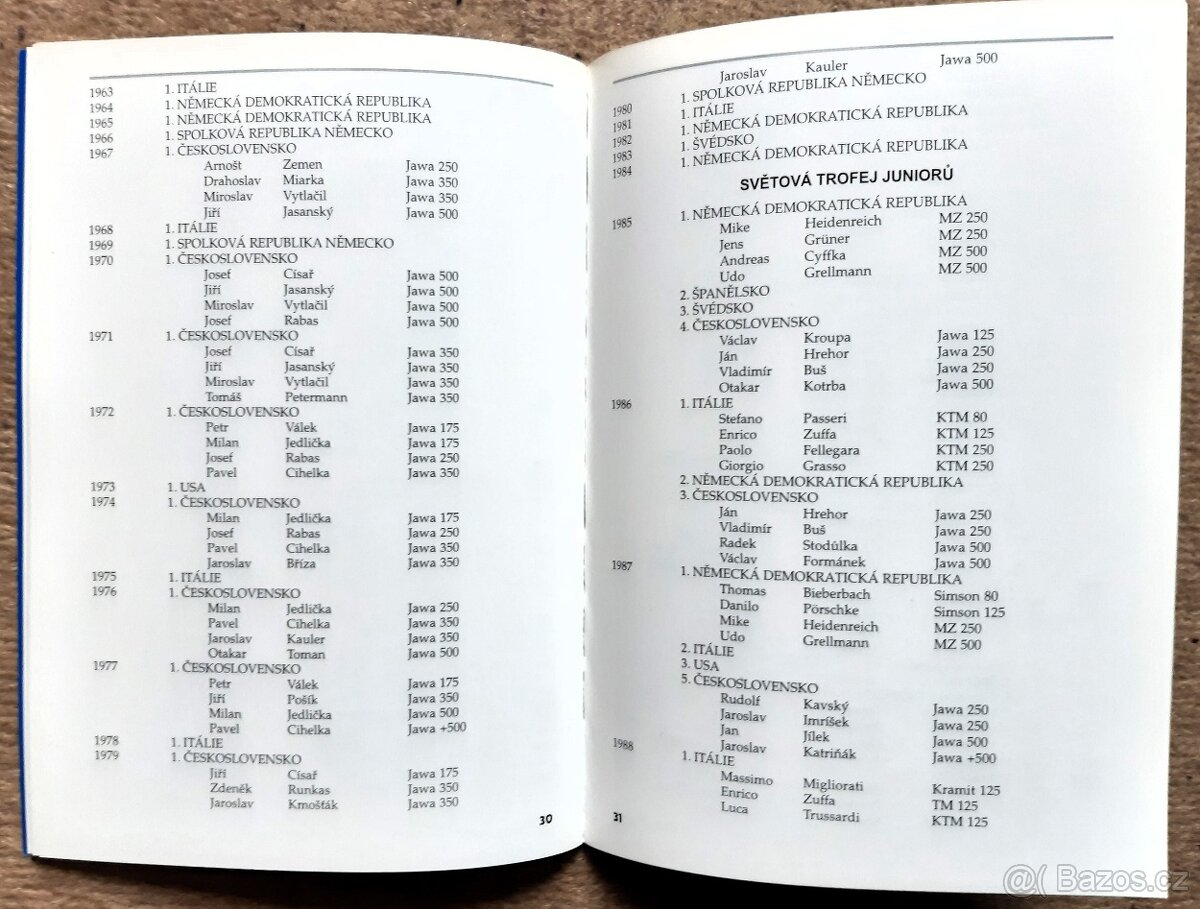 1963 1. ITÁLIE
1964 1. NĚMECKÁ DEMOKRATICKÁ REPUBLIKA
1965 1. NĚMECKÁ DEMOKRATICKÁ REPUBLIKA
1966 1. SPOLKOVÁ REPUBLIKA NĚMECKO
1967 1. ČESKOSLOVENSKO
Arnošt Zemen Jawa 250
Drahoslav Miarka Jawa 350
Miroslav Vytlačil Jawa 350
Jiří Jasanský Jawa 500
1968 1. ITÁLIE
1969 1. SPOLKOVÁ REPUBLIKA NĚMECKO
1970 1. ČESKOSLOVENSKO
Josef Císař Jawa 500
Jiří Jasanský Jawa 500
Miroslav Vytlačil Jawa 500
Josef Rabas Jawa 500
1971 1. ČESKOSLOVENSKO
Josef Císař Jawa 350
Jiří Jasanský Jawa 350
Miroslav Vytlačil Jawa 350
Tomáš Petermann Jawa 350
1972 1. ČESKOSLOVENSKO
Petr Válek Jawa 175
Milan Jedlička Jawa 175
Josef Rabas Jawa 250
Pavel Cihelka Jawa 350
1973 1. USA
1974 1. ČESKOSLOVENSKO
Milan Jedlička Jawa 175
Josef Rabas Jawa 250
Pavel Cihelka Jawa 350
Jaroslav Bříza Jawa 350
1975 1. ITÁLIE
1976 1. ČESKOSLOVENSKO
Milan Jedlička Jawa 250
Pavel Cihelka Jawa 350
Jaroslav Kauler Jawa 350
Otakar Toman Jawa 500
1977 1. ČESKOSLOVENSKO
Petr Válek Jawa 175
Jiří Pošík Jawa 350
Milan Jedlička Jawa 500
Pavel Cihelka Jawa +500
1978 1. ITÁLIE
1979 1. ČESKOSLOVENSKO
Jiří Císař Jawa 175
Zdeněk Runkas Jawa 350
Jaroslav Kmošťák Jawa 350
30
Jaroslav Kauler Jawa 500
1980 1. SPOLKOVÁ REPUBLIKA NĚMECKO
1981 1. ITÁLIE
1982 1. NĚMECKÁ DEMOKRATICKÁ REPUBLIKA
1983 1. ŠVÉDSKO
1984 1. NĚMECKÁ DEMOKRATICKÁ REPUBLIKA
SVĚTOVÁ TROFEJ JUNIORŮ
1985 1. NĚMECKÁ DEMOKRATICKÁ REPUBLIKA
Mike Heidenreich MZ 250
Jens Grüner MZ 250
Andreas Cyffka MZ 500
Udo Grellmann MZ 500
2. ŠPANĚLSKO
3. ŠVÉDSKO
4. ČESKOSLOVENSKO
Václav Kroupa Jawa 125
Ján Hrehor Jawa 250
Vladimír Buš Jawa 250
Otakar Kotrba Jawa 500
1986 1. ITÁLIE
Stefano Passeri KTM 80
Enrico Zuffa KTM 125
Paolo Fellegara KTM 250
Giorgio Grasso KTM 250
2. NĚMECKÁ DEMOKRATICKÁ REPUBLIKA
3. ČESKOSLOVENSKO
Ján Hrehor Jawa 250
Vladimír Buš Jawa 250
Radek Stodůlka Jawa 500
Václav Formánek Jawa 500
1987 1. NĚMECKÁ DEMOKRATICKÁ REPUBLIKA
Thomas Bieberbach Simson 80
Danilo Pörschke Simson 125
Mike Heidenreich MZ 250
Udo Grellmann MZ 500
2. ITÁLIE
3. USA
5. ČESKOSLOVENSKO
Rudolf Kavský Jawa 250
Jaroslav Imríšek Jawa 250
Jan Jílek Jawa 500
Jaroslav Katriňák Jawa +500
1988 1. ITÁLIE
Massimo Migliorati Kramit 125
Enrico Zuffa TM 125
Luca Trussardi KTM 125
31
@( Bazos.cz